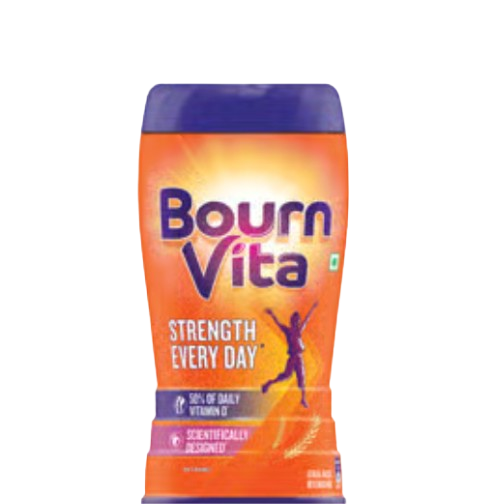 Bourn
Vita
STRENGTH
EVERY DAY*
50% OF DAILY
VITAMIN D
SCIENTIFICALLY
DESIGNED